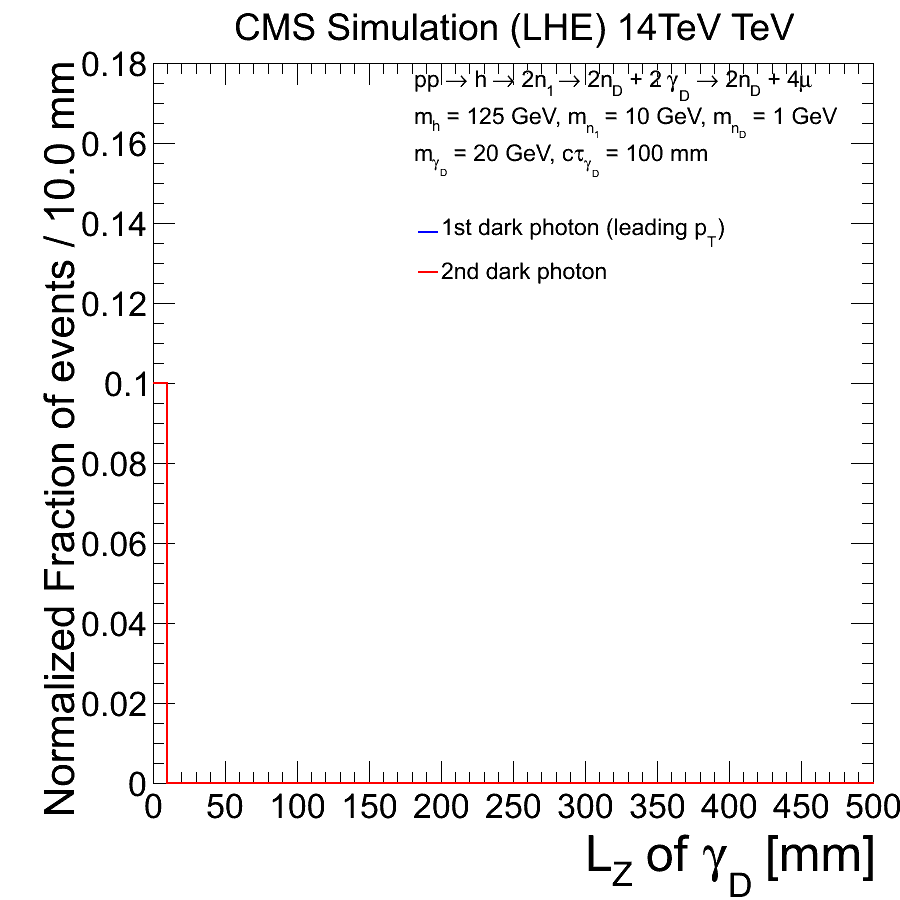 CMS Simulation (LHE) 14TeV TeV
pp → h → 2n₁ → 2n_D + 2 γ_D → 2n_D + 4μ
m_h = 125 GeV, m_n₁ = 10 GeV, m_n_D = 1 GeV
m_γ_D = 20 GeV, cτ_γ_D = 100 mm
1st dark photon (leading p_T)
2nd dark photon
Normalized Fraction of events / 10.0 mm
0.18
0.16
0.14
0.12
0.1
0.08
0.06
0.04
0.02
0
0 50 100 150 200 250 300 350 400 450 500
L_Z of γ_D [mm]